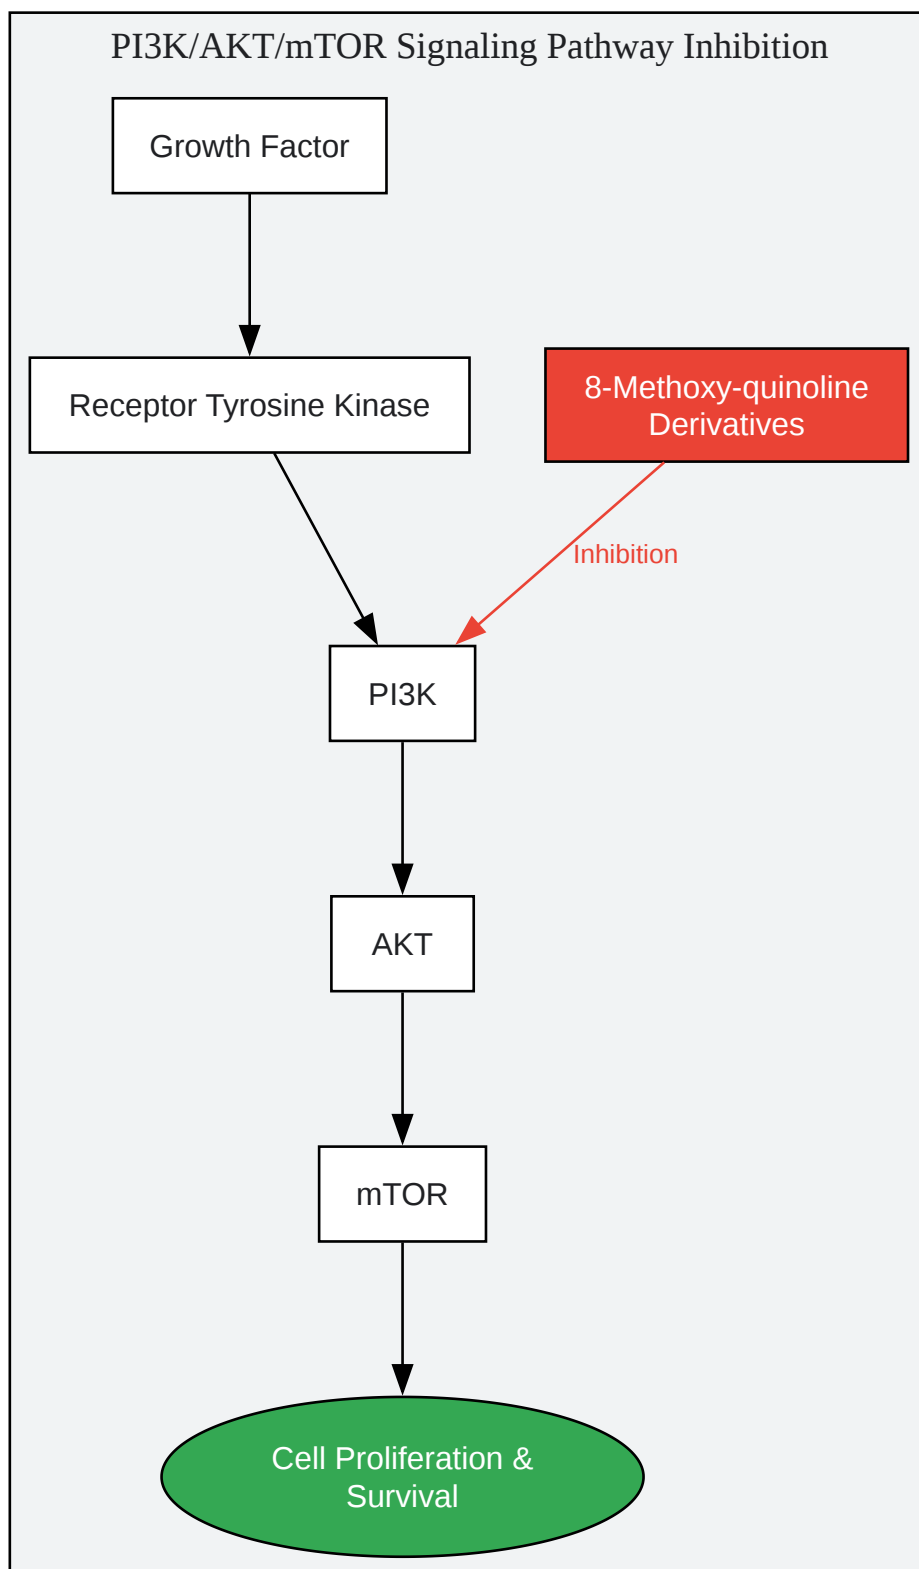 PI3K/AKT/mTOR Signaling Pathway Inhibition
Growth Factor
Receptor Tyrosine Kinase
8-Methoxy-quinoline
Derivatives
Inhibition
PI3K
AKT
mTOR
Cell Proliferation &
Survival